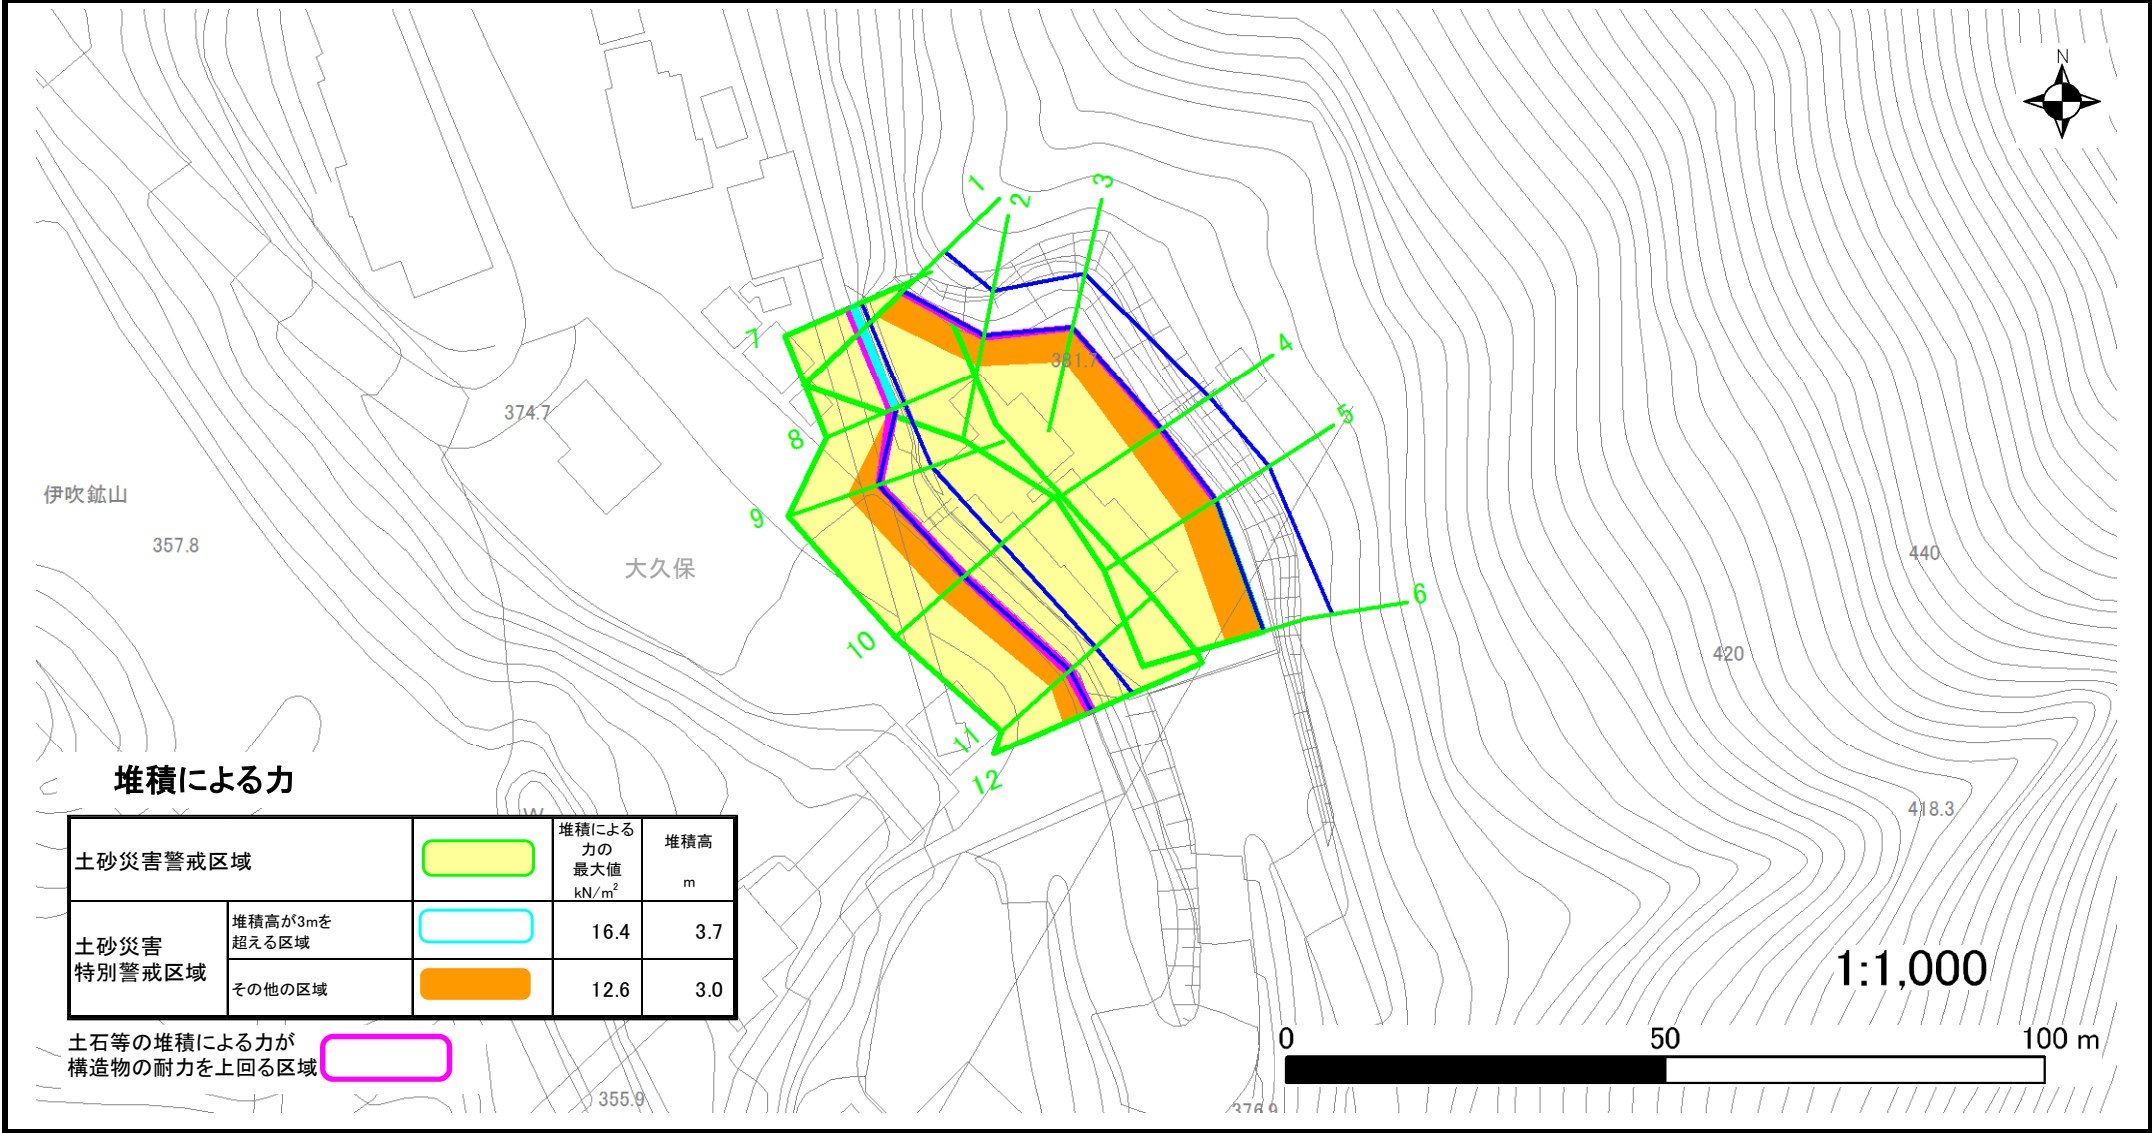 N
1
2
3
4
5
6
7
8
9
10
11
12
381.7
374.7
伊吹鉱山
357.8
大久保
440
420
418.3
W
355.9
376.9
堆積による力
土砂災害警戒区域
堆積による
力の
最大値
kN/m²
堆積高
m
土砂災害
特別警戒区域
堆積高が3mを
超える区域
16.4
3.7
その他の区域
12.6
3.0
土石等の堆積による力が
構造物の耐力を上回る区域
1:1,000
0
50
100 m